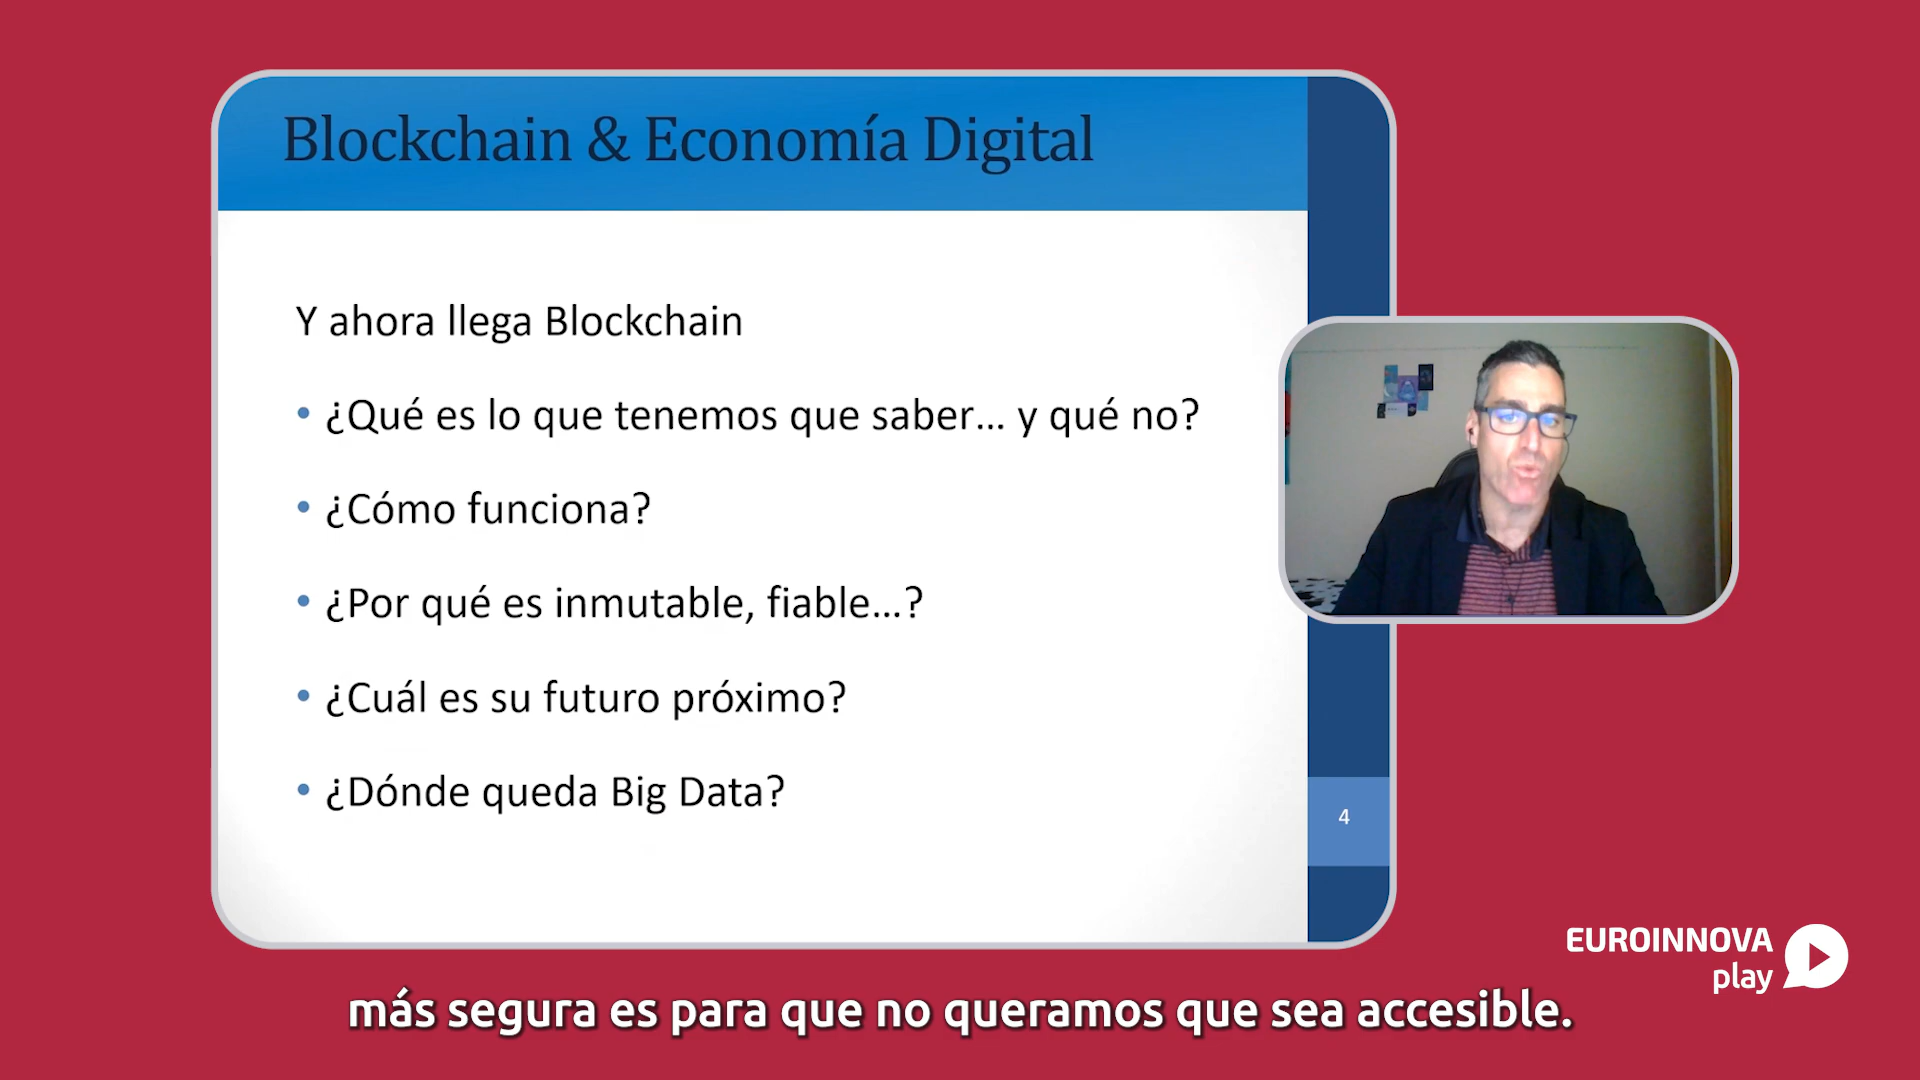 Blockchain & Economía Digital
Y ahora llega Blockchain
• ¿Qué es lo que tenemos que saber... y qué no?
• ¿Cómo funciona?
• ¿Por qué es inmutable, fiable...?
• ¿Cuál es su futuro próximo?
• ¿Dónde queda Big Data?
4
EUROINNOVA
play
más segura es para que no queramos que sea accesible.